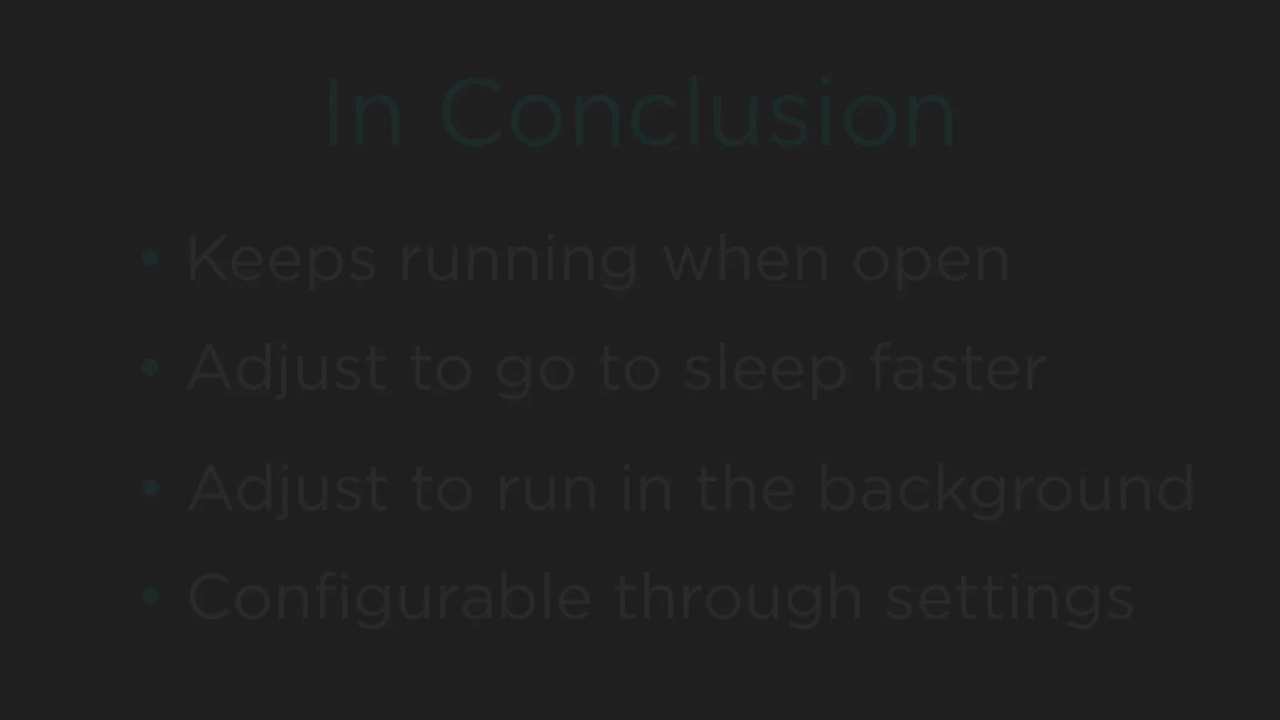 In Conclusion
• Keeps running when open
• Adjust to go to sleep faster
• Adjust to run in the background
• Configurable through settings